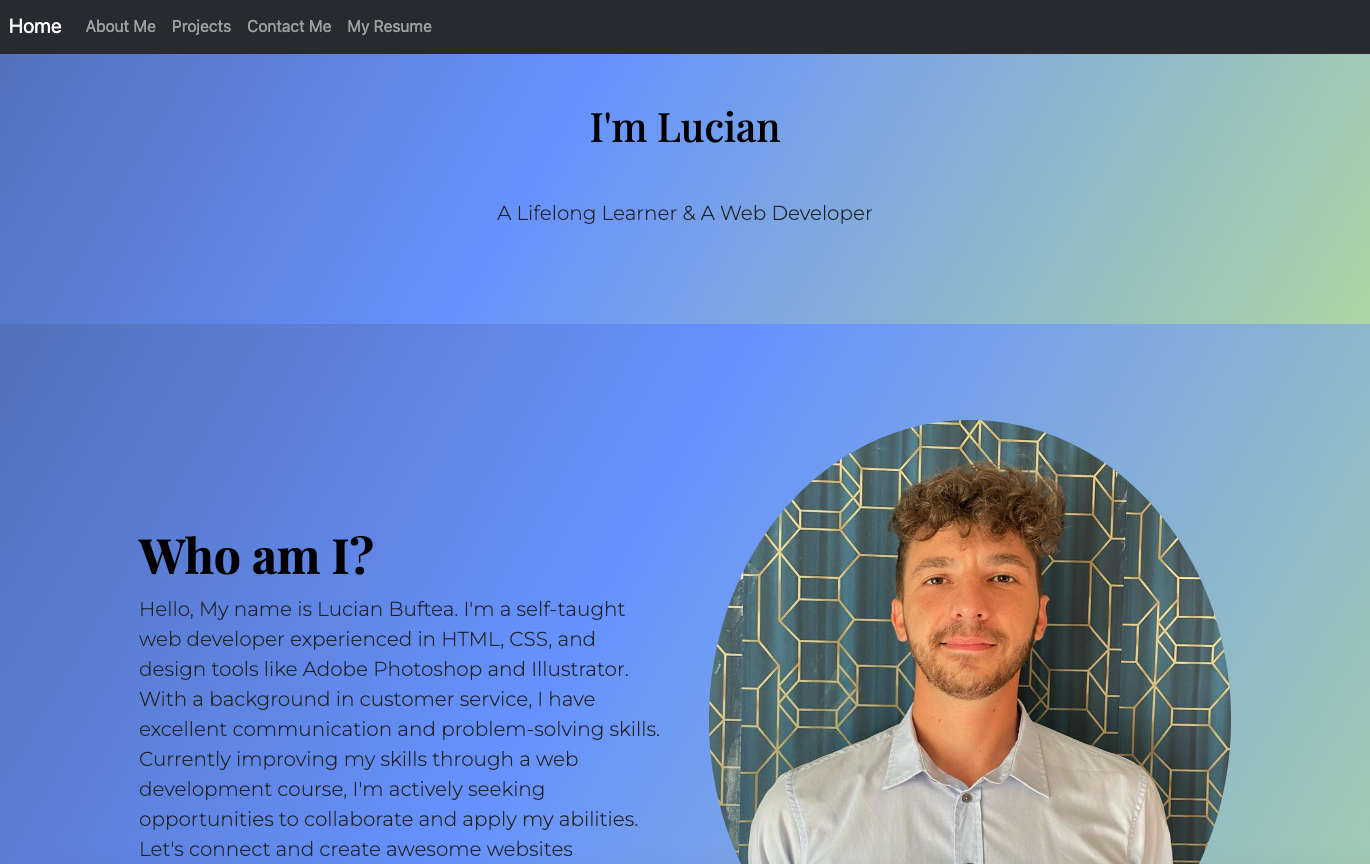 Home About Me Projects Contact Me My Resume
I'm Lucian
A Lifelong Learner & A Web Developer
Who am I?
Hello, My name is Lucian Buftea. I'm a self-taught
web developer experienced in HTML, CSS, and
design tools like Adobe Photoshop and Illustrator.
With a background in customer service, I have
excellent communication and problem-solving skills.
Currently improving my skills through a web
development course, I'm actively seeking
opportunities to collaborate and apply my abilities.
Let's connect and create awesome websites